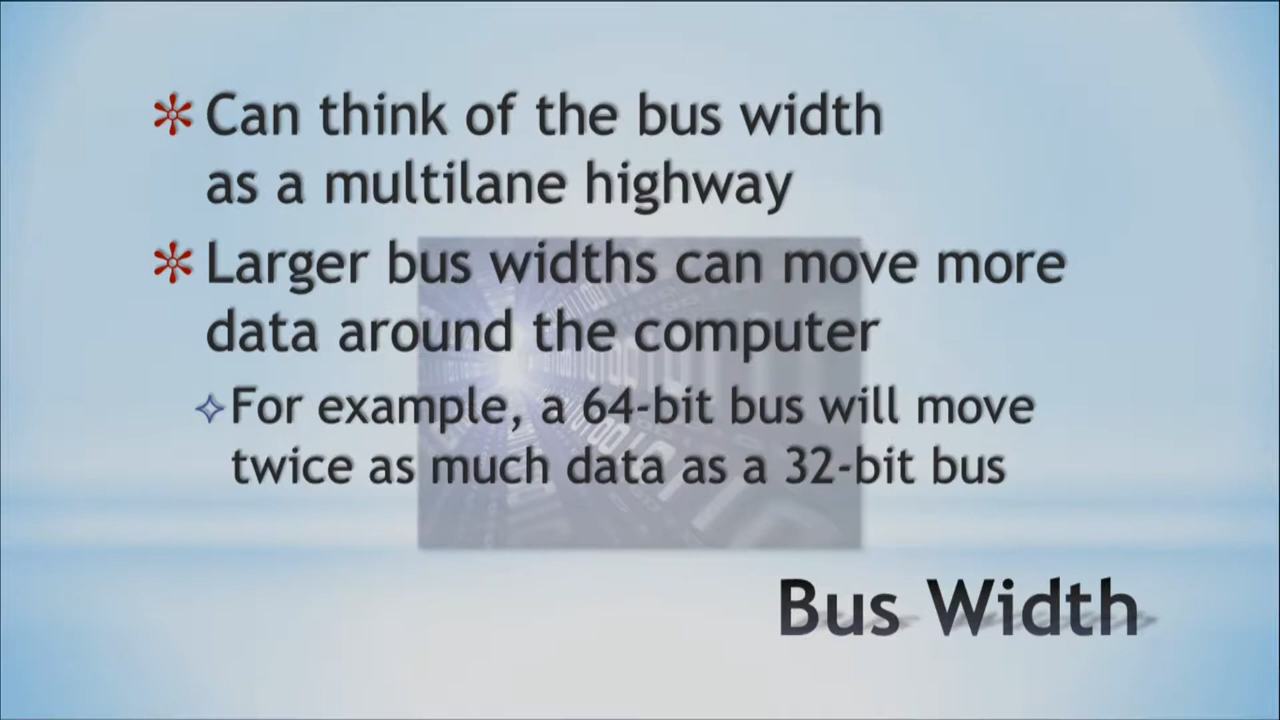 Can think of the bus width
as a multilane highway
Larger bus widths can move more
data around the computer
For example, a 64-bit bus will move
twice as much data as a 32-bit bus
Bus Width